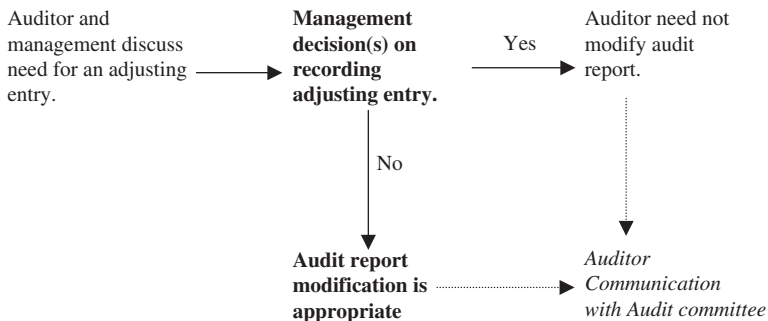 Auditor and
management discuss
need for an adjusting
entry.
Management
decision(s) on
recording
adjusting entry.
Yes
Auditor need not
modify audit
report.
No
Audit report
modification is
appropriate
Auditor
Communication
with Audit committee